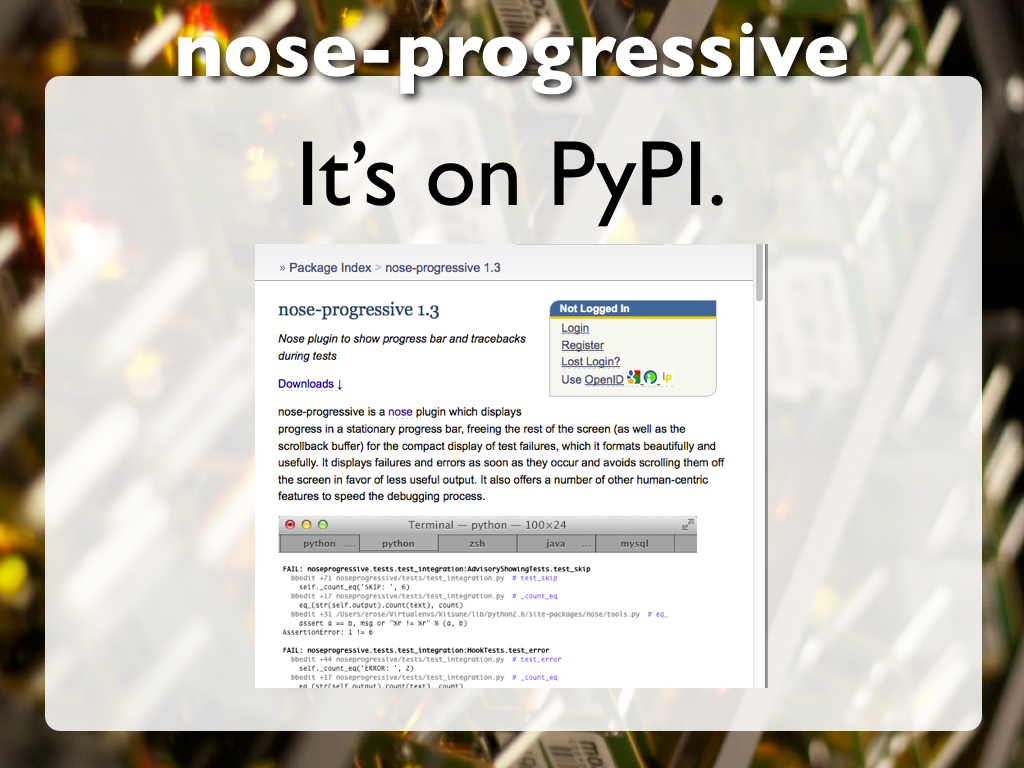 nose-progressive
It's on PyPI.
» Package Index > nose-progressive 1.3
nose-progressive 1.3
Nose plugin to show progress bar and tracebacks
during tests
Downloads ↓
Not Logged In
Login
Register
Lost Login?
Use OpenID lp
nose-progressive is a nose plugin which displays
progress in a stationary progress bar, freeing the rest of the screen (as well as the
scrollback buffer) for the compact display of test failures, which it formats beautifully and
usefully. It displays failures and errors as soon as they occur and avoids scrolling them off
the screen in favor of less useful output. It also offers a number of other human-centric
features to speed the debugging process.
Terminal — python — 100×24
python ... python zsh java ... mysql
FAIL: noseprogressive.tests.test_integration:AdvisoryShowingTests.test_skip
bbedit +71 noseprogressive/tests/test_integration.py # test_skip
self._count_eq('SKIP: ', 6)
bbedit +17 noseprogressive/tests/test_integration.py # _count_eq
eq_(str(self.output).count(text), count)
bbedit +31 /Users/erose/Virtualenvs/kitsune/lib/python2.6/site-packages/nose/tools.py # eq_
assert a == b, msg or "%r != %r" % (a, b)
AssertionError: 1 != 6
FAIL: noseprogressive.tests.test_integration:HookTests.test_error
bbedit +44 noseprogressive/tests/test_integration.py # test_error
self._count_eq('ERROR: ', 2)
bbedit +17 noseprogressive/tests/test_integration.py # _count_eq
eq_(str(self.output).count(text), count)